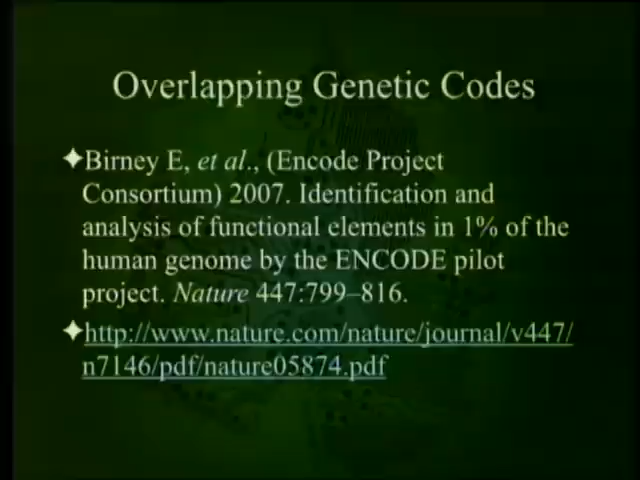 Overlapping Genetic Codes
✦Birney E, et al., (Encode Project
Consortium) 2007. Identification and
analysis of functional elements in 1% of the
human genome by the ENCODE pilot
project. Nature 447:799–816.
✦http://www.nature.com/nature/journal/v447/
n7146/pdf/nature05874.pdf